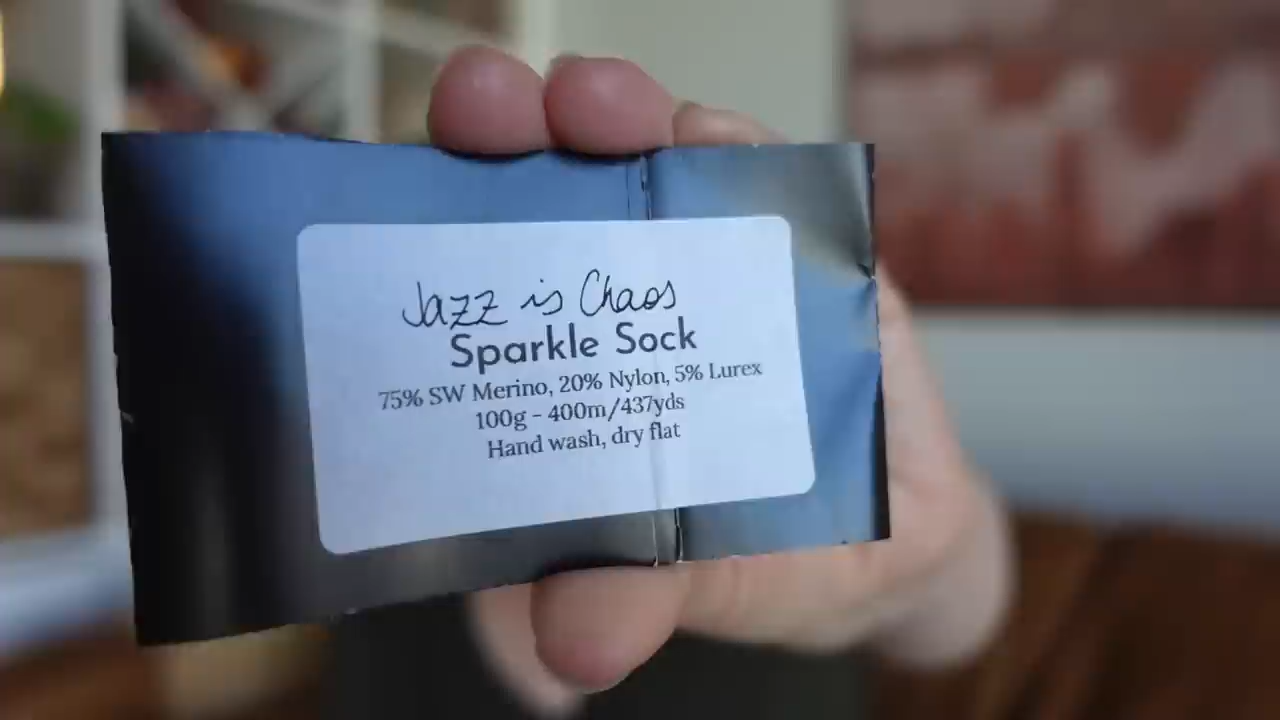 Jazz is Chaos
Sparkle Sock
75% SW Merino, 20% Nylon, 5% Lurex
100g - 400m/437yds
Hand wash, dry flat